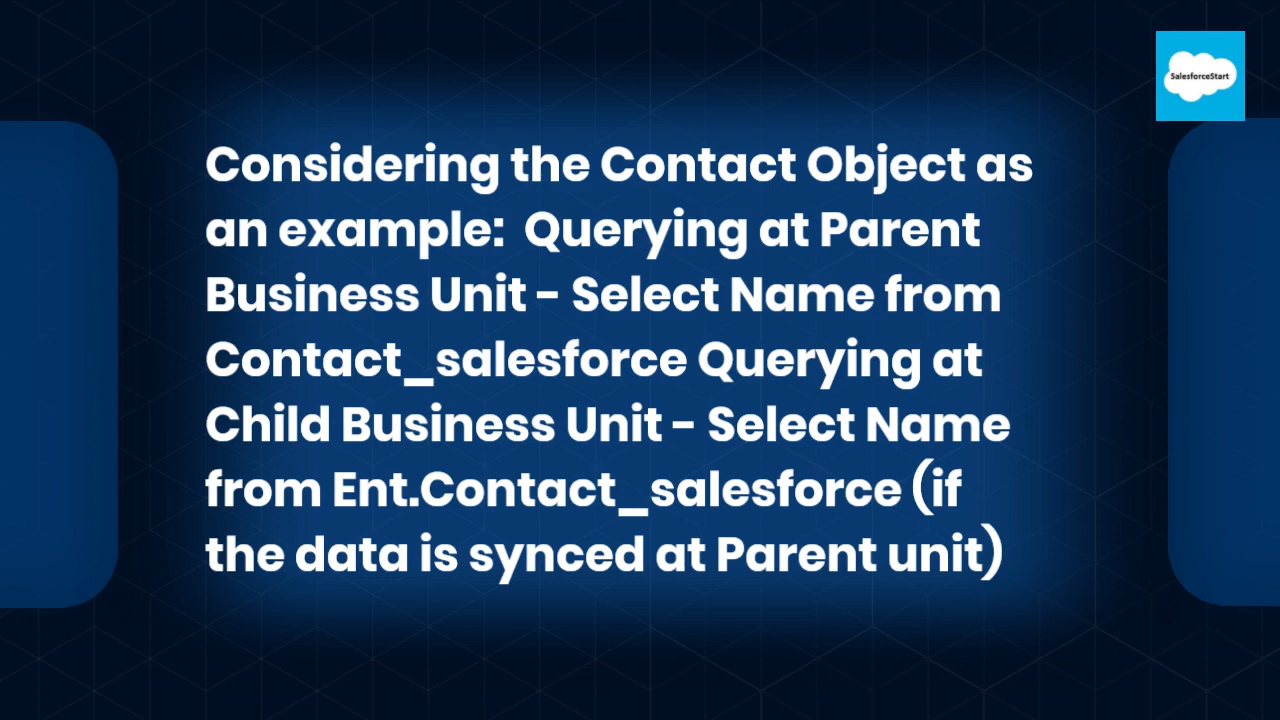 SalesforceStart
Considering the Contact Object as
an example:  Querying at Parent
Business Unit - Select Name from
Contact_salesforce Querying at
Child Business Unit - Select Name
from Ent.Contact_salesforce (if
the data is synced at Parent unit)